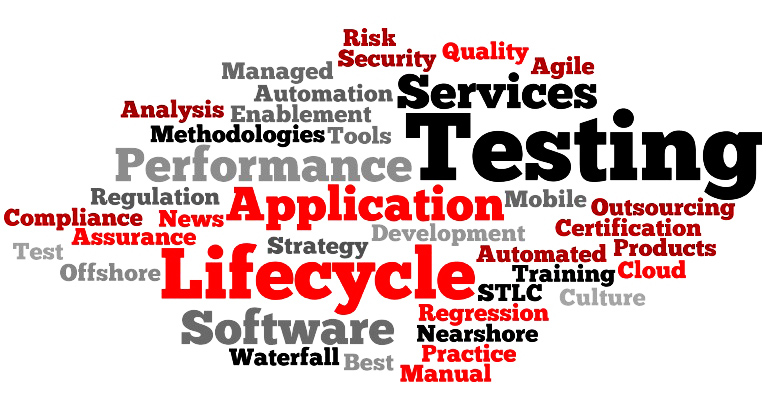 Risk
Security Quality
Managed Agile
Automation Services
Analysis Enablement
Methodologies Tools Testing
Performance
Regulation Application Mobile Outsourcing
Compliance News Certification
Assurance Development
Test Strategy Automated Products
Offshore Lifecycle Training Cloud
STLC Culture
Software Regression
Nearshore
Waterfall Best Practice
Manual